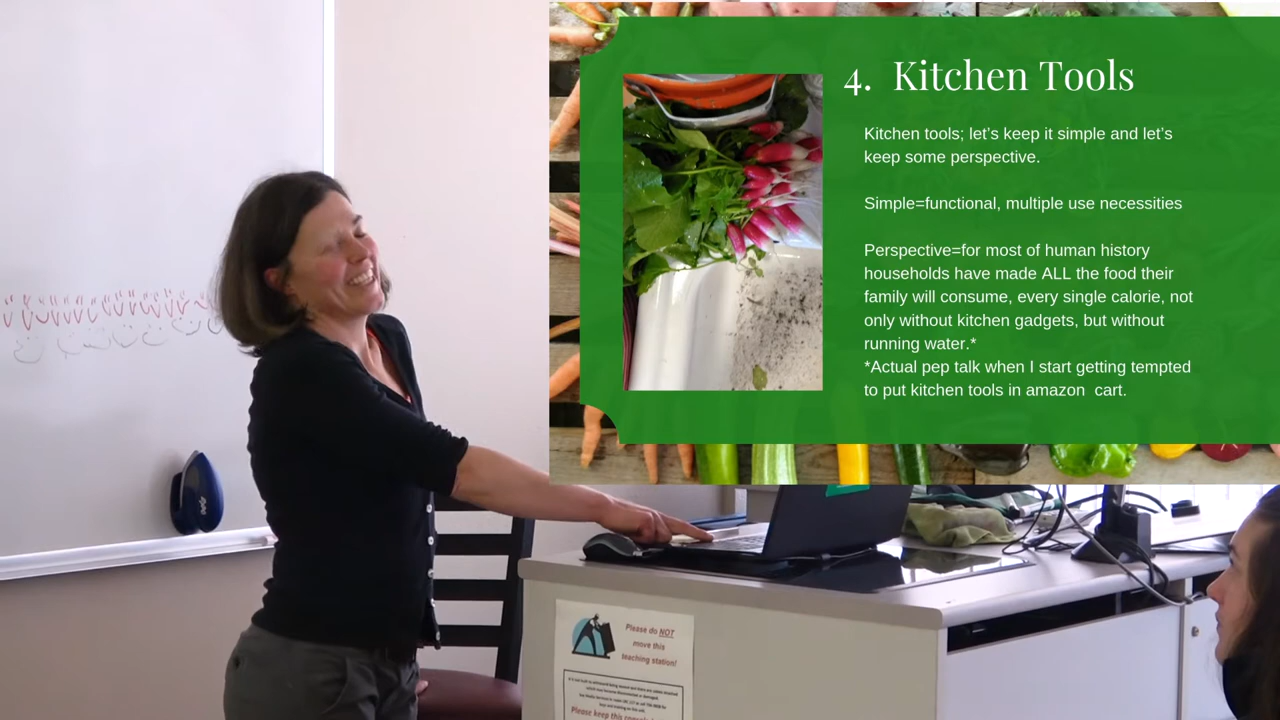 4. Kitchen Tools
Kitchen tools; let's keep it simple and let's
keep some perspective.
Simple=functional, multiple use necessities
Perspective=for most of human history
households have made ALL the food their
family will consume, every single calorie, not
only without kitchen gadgets, but without
running water.*
*Actual pep talk when I start getting tempted
to put kitchen tools in amazon  cart.
Please do NOT
move this
teaching station!
Please keep this